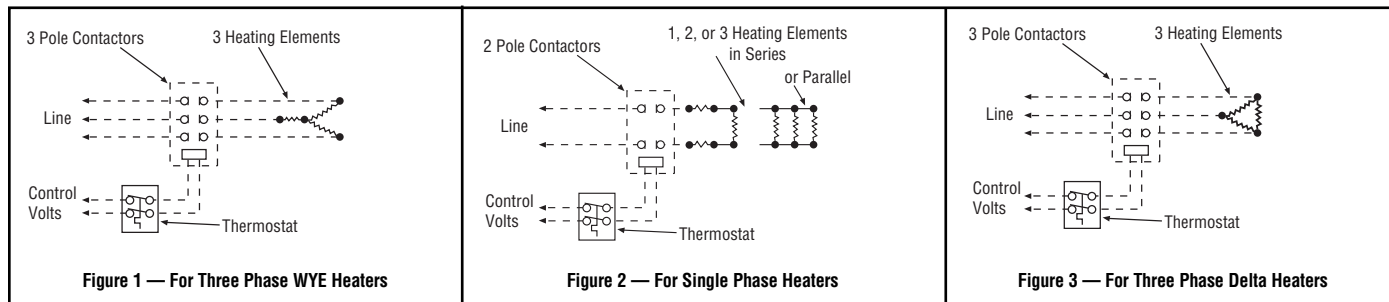 3 Pole Contactors
3 Heating Elements
Line
Control
Volts
Thermostat
Figure 1 — For Three Phase WYE Heaters
2 Pole Contactors
1, 2, or 3 Heating Elements
in Series
or Parallel
Line
Control
Volts
Thermostat
Figure 2 — For Single Phase Heaters
3 Pole Contactors
3 Heating Elements
Line
Control
Volts
Thermostat
Figure 3 — For Three Phase Delta Heaters